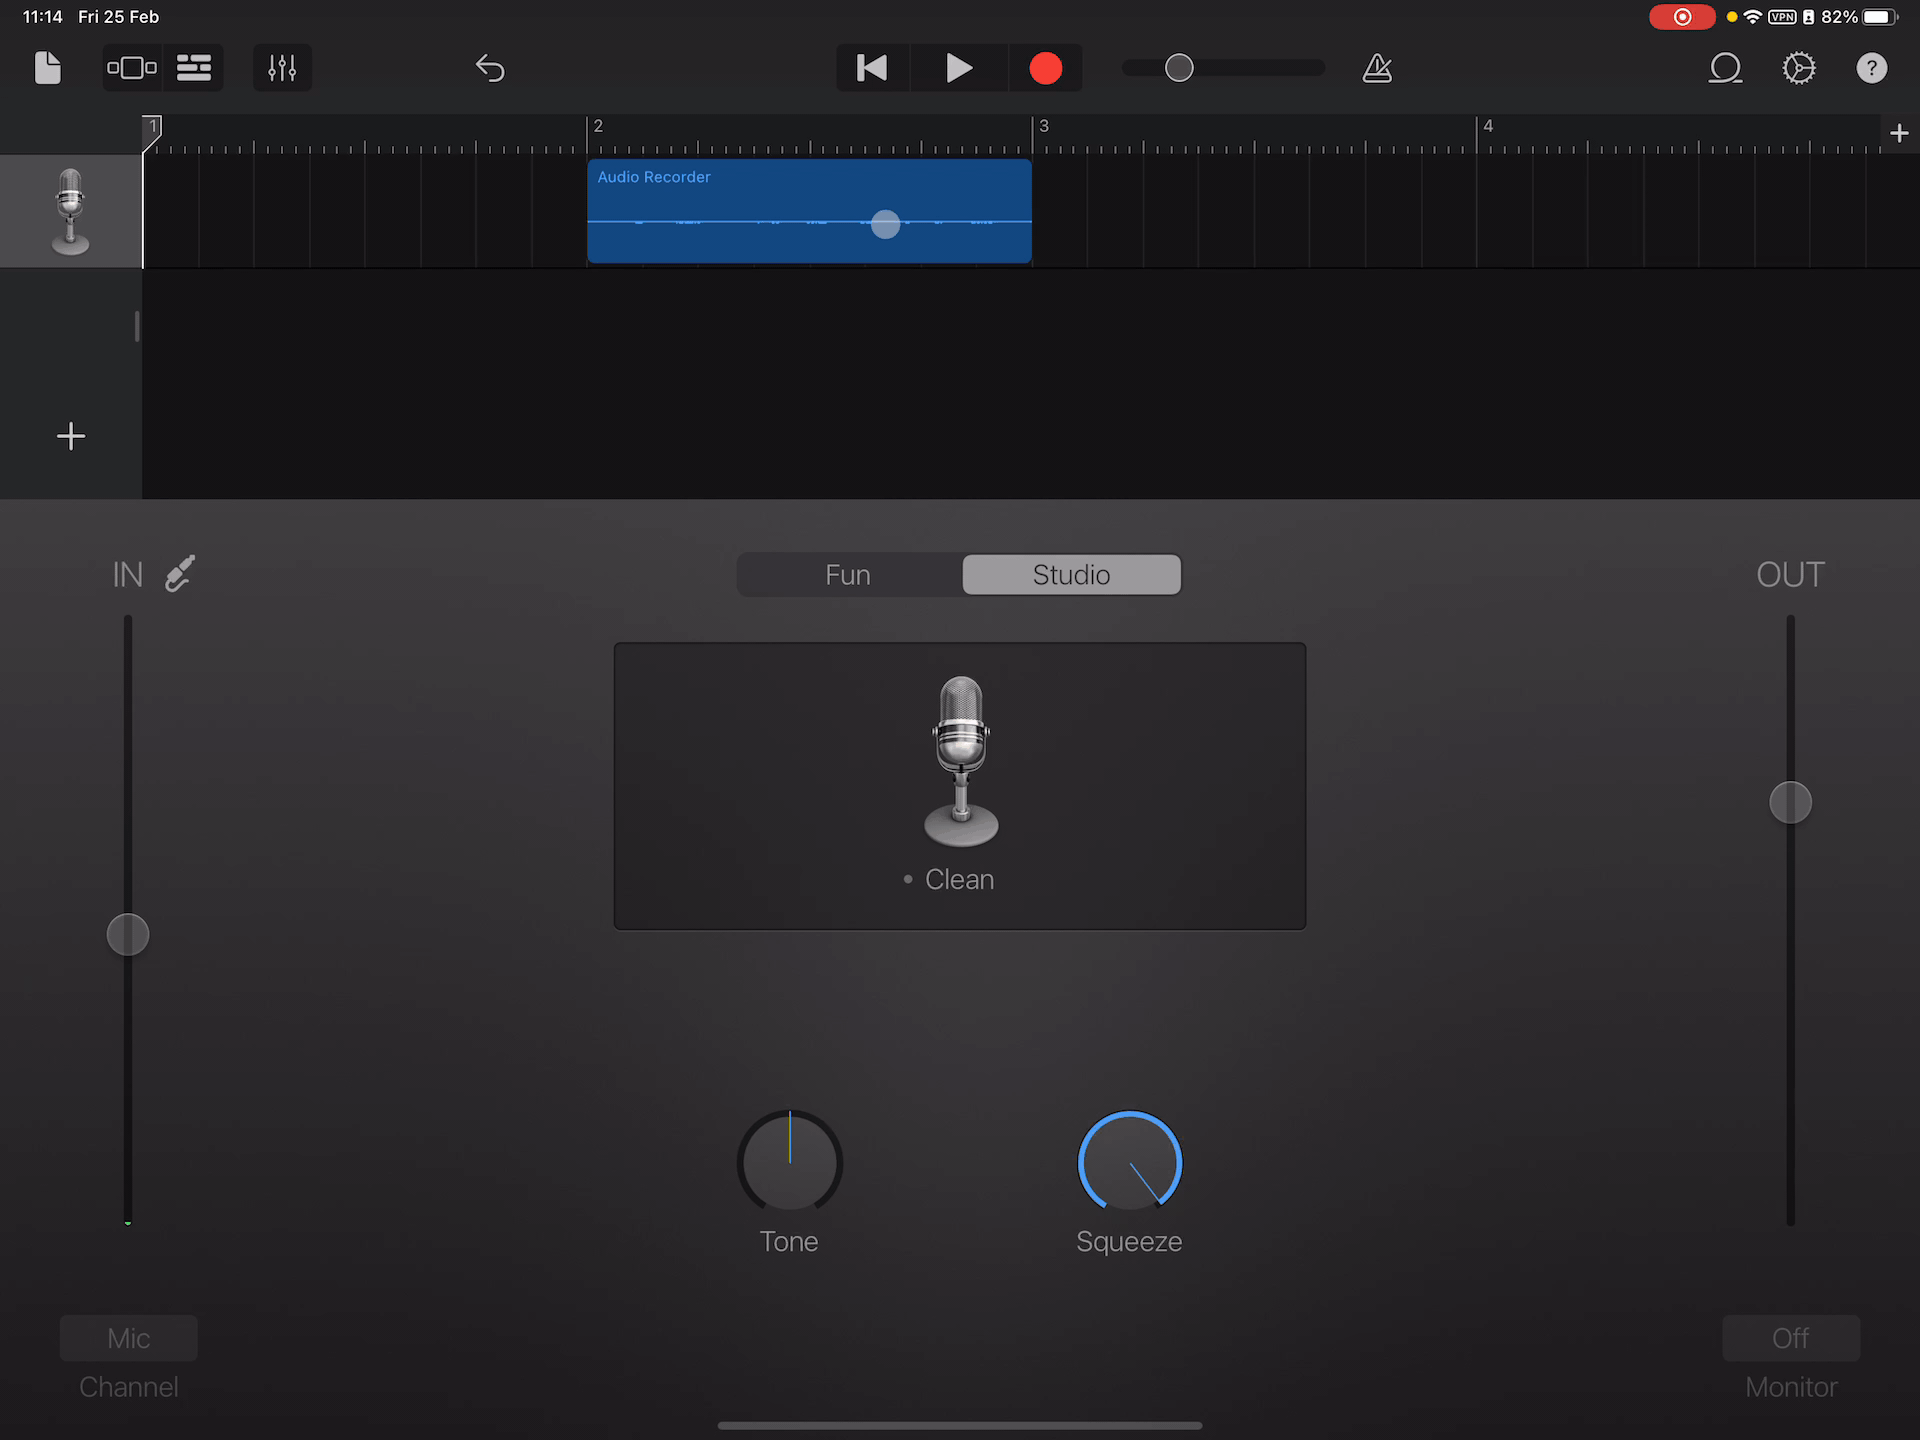 11:14 Fri 25 Feb
VPN 82%
?
1 2 3 4
Audio Recorder
IN
Fun Studio
OUT
Clean
Tone Squeeze
Mic
Channel
Off
Monitor